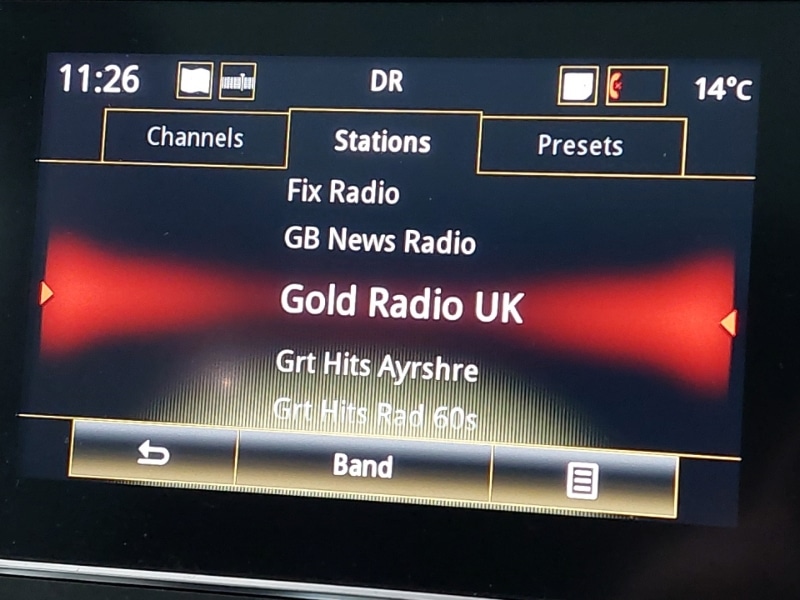 11:26 DR 14°C
Channels Stations Presets
Fix Radio
GB News Radio
Gold Radio UK
Grt Hits Ayrshre
Grt Hits Rad 60s
Band